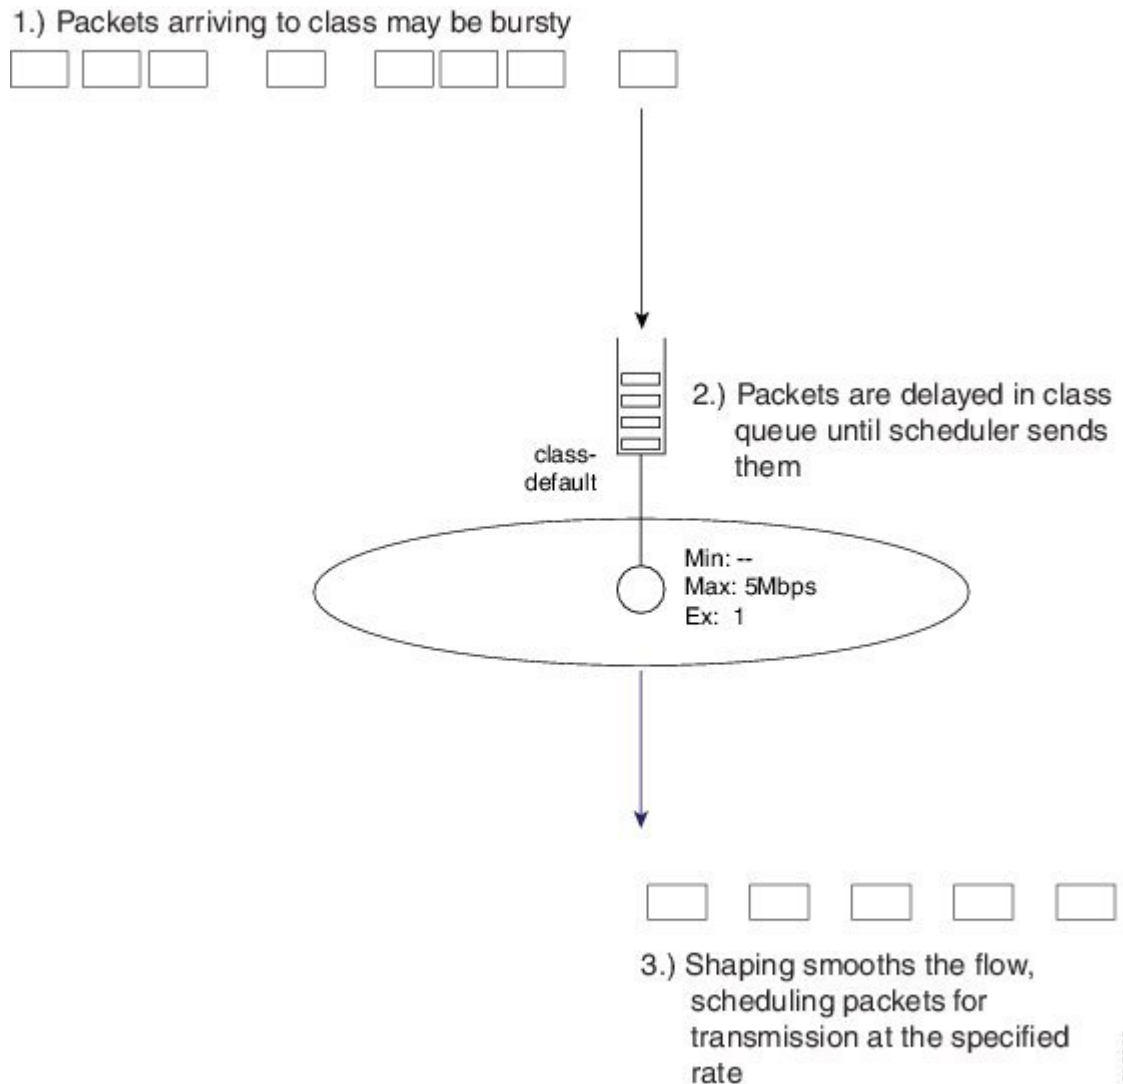 1.) Packets arriving to class may be bursty
2.) Packets are delayed in class
queue until scheduler sends
them
class-
default
Min: --
Max: 5Mbps
Ex: 1
3.) Shaping smooths the flow,
scheduling packets for
transmission at the specified
rate